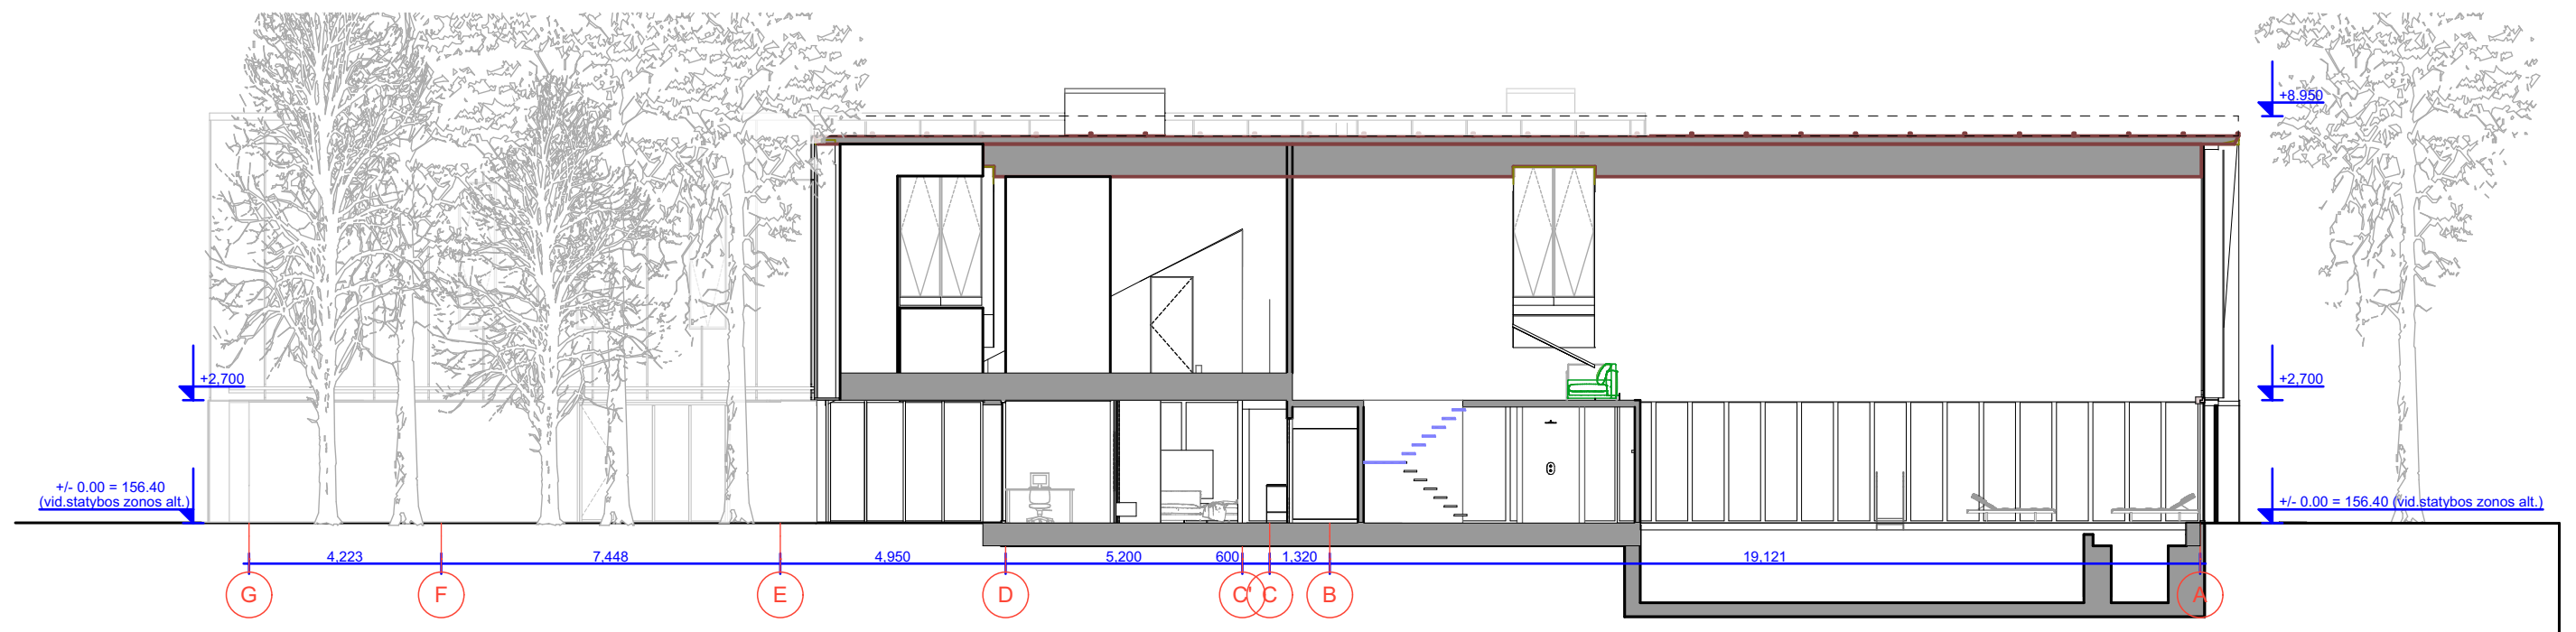 +8.950
+2,700
+2,700
+/- 0.00 = 156.40
(vid.statybos zonos alt.)
+/- 0.00 = 156.40 (vid.statybos zonos alt.)
4,223 7,448 4,950 5,200 600 1,320 19,121
G F E D C' C B A